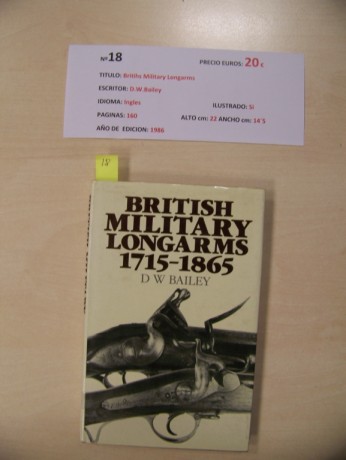 Nº18 PRECIO EUROS: 20 €
TITULO: Britihs Military Longarms
ESCRITOR: D.W.Bailey
IDIOMA: Ingles ILUSTRADO: Si
PAGINAS: 160 ALTO cm: 22 ANCHO cm: 14´5
AÑO DE EDICION: 1986
18
BRITISH
MILITARY
LONGARMS
1715-1865
D W BAILEY